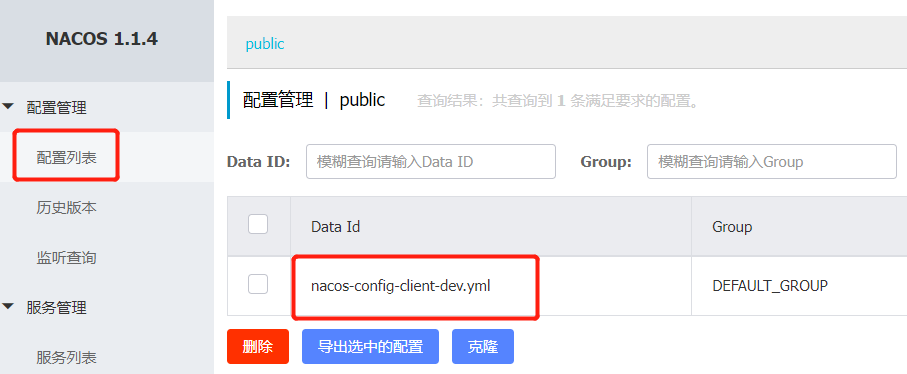 NACOS 1.1.4
配置管理
配置列表
历史版本
监听查询
服务管理
服务列表
public
配置管理 | public 查询结果：共查询到 1 条满足要求的配置。
Data ID: 模糊查询请输入Data ID Group: 模糊查询请输入Group
Data Id Group
nacos-config-client-dev.yml DEFAULT_GROUP
删除 导出选中的配置 克隆